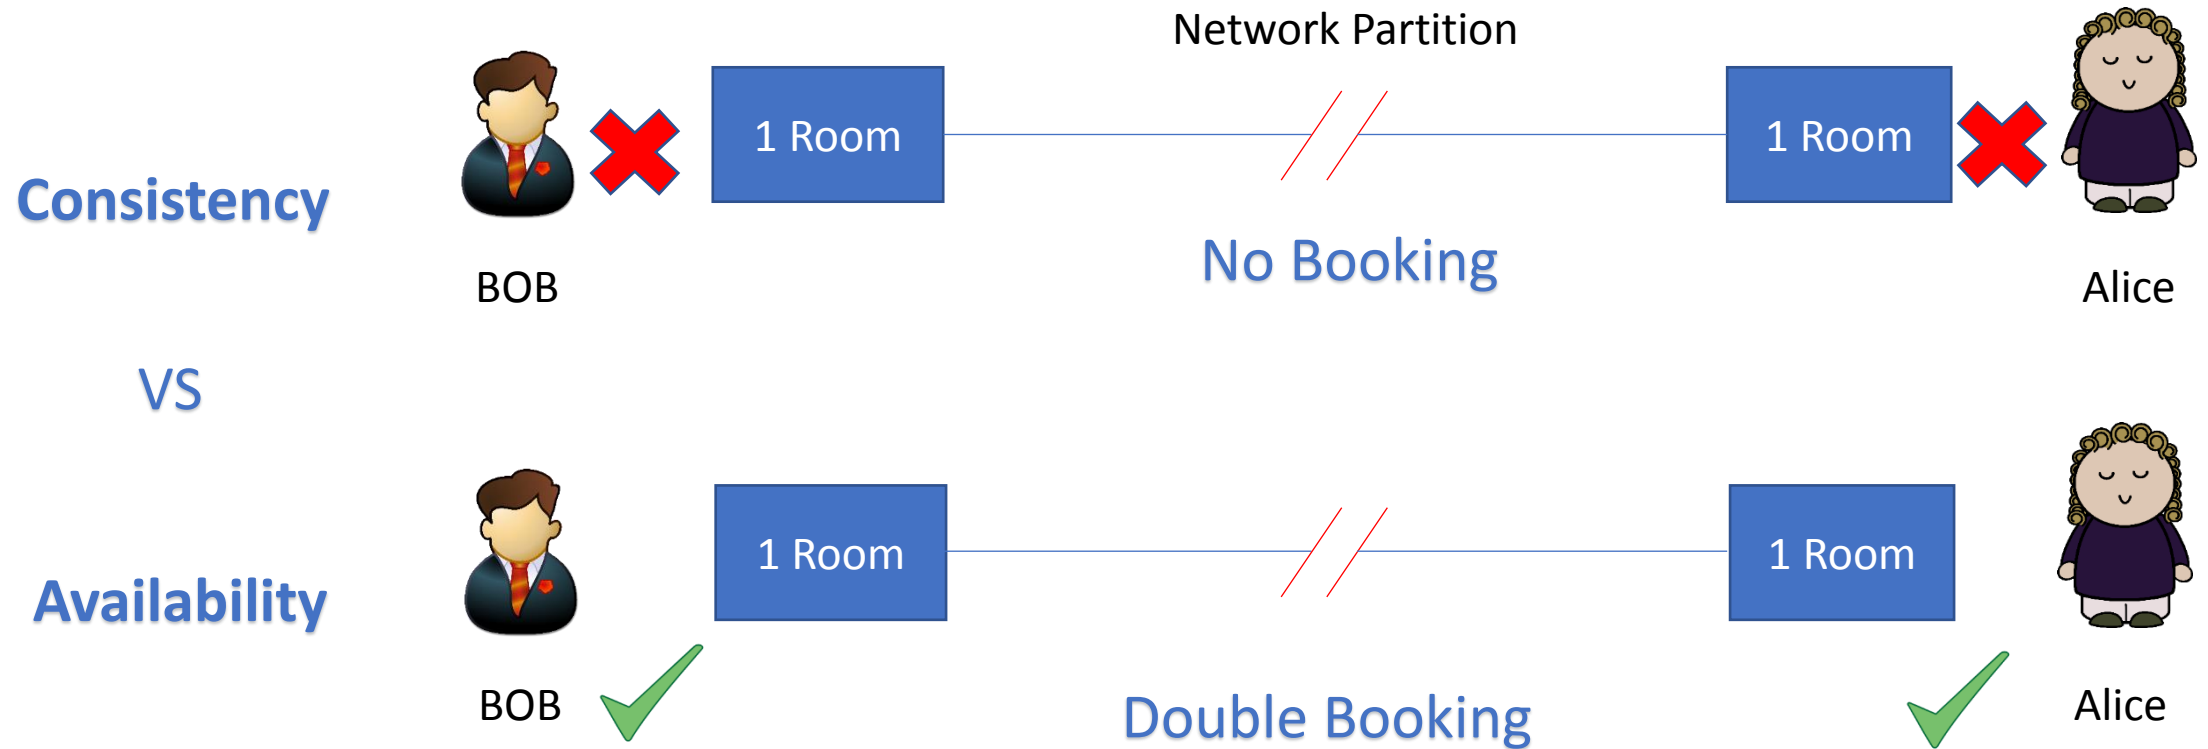 Network Partition
1 Room
1 Room
Consistency
No Booking
BOB
Alice
VS
1 Room
1 Room
Availability
BOB
Double Booking
Alice